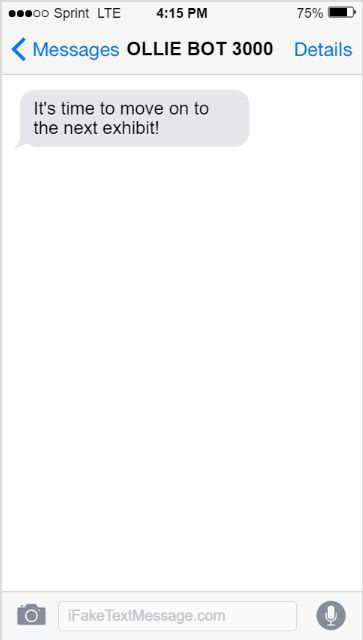 Sprint LTE 4:15 PM 75%
Messages OLLIE BOT 3000 Details
It's time to move on to
the next exhibit!
iFakeTextMessage.com